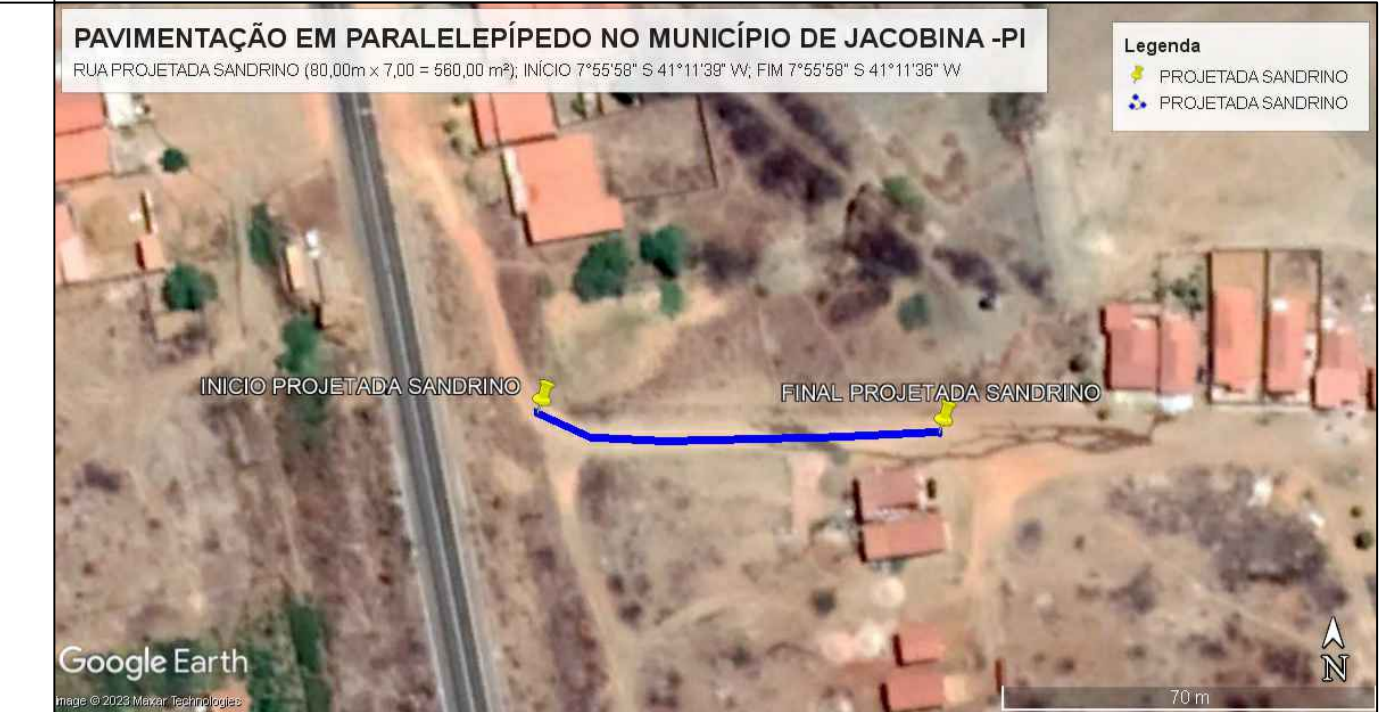 PAVIMENTAÇÃO EM PARALELEPÍPEDO NO MUNICÍPIO DE JACOBINA -PI
RUA PROJETADA SANDRINO (80,00m x 7,00 = 560,00 m²); INÍCIO 7°55'58" S 41°11'39" W; FIM 7°55'58" S 41°11'36" W
Legenda
PROJETADA SANDRINO
PROJETADA SANDRINO
INICIO PROJETADA SANDRINO
FINAL PROJETADA SANDRINO
Google Earth
mage © 2023 Maxar Technologies
70 m
N